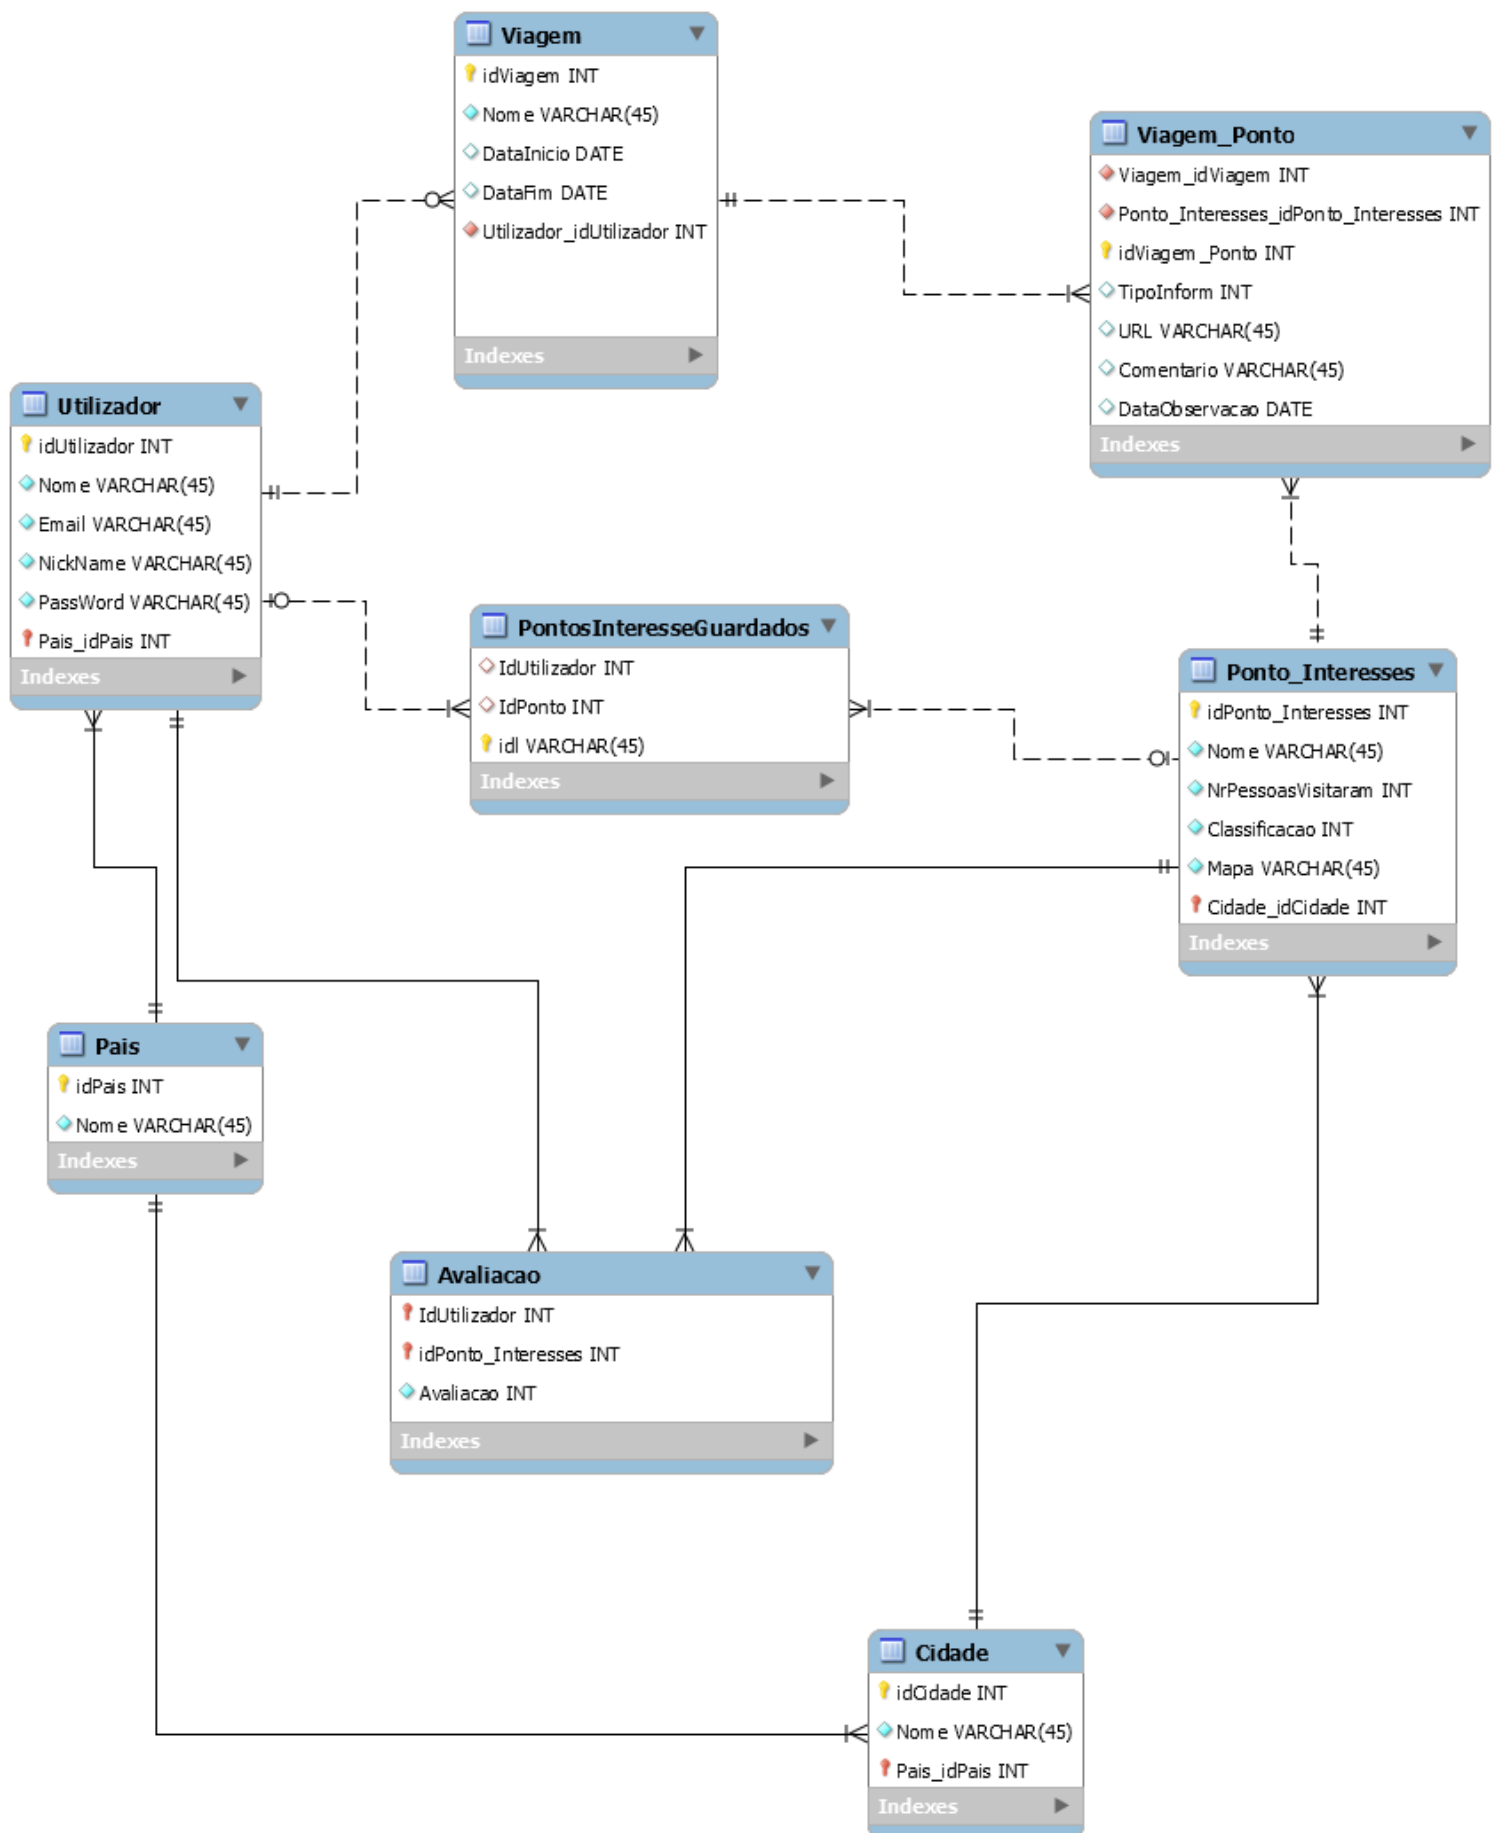 Viagem
idViagem INT
Nome VARCHAR(45)
DataInicio DATE
DataFim DATE
Utilizador_idUtilizador INT
Indexes
Viagem_Ponto
Viagem_idViagem INT
Ponto_Interesses_idPonto_Interesses INT
idViagem_Ponto INT
TipoInform INT
URL VARCHAR(45)
Comentario VARCHAR(45)
DataObservacao DATE
Indexes
Utilizador
idUtilizador INT
Nome VARCHAR(45)
Email VARCHAR(45)
NickName VARCHAR(45)
PassWord VARCHAR(45)
Pais_idPais INT
Indexes
PontosInteresseGuardados
IdUtilizador INT
IdPonto INT
idl VARCHAR(45)
Indexes
Ponto_Interesses
idPonto_Interesses INT
Nome VARCHAR(45)
NrPessoasVisitaram INT
Classificacao INT
Mapa VARCHAR(45)
Cidade_idCidade INT
Indexes
Pais
idPais INT
Nome VARCHAR(45)
Indexes
Avaliacao
IdUtilizador INT
idPonto_Interesses INT
Avaliacao INT
Indexes
Cidade
idCidade INT
Nome VARCHAR(45)
Pais_idPais INT
Indexes